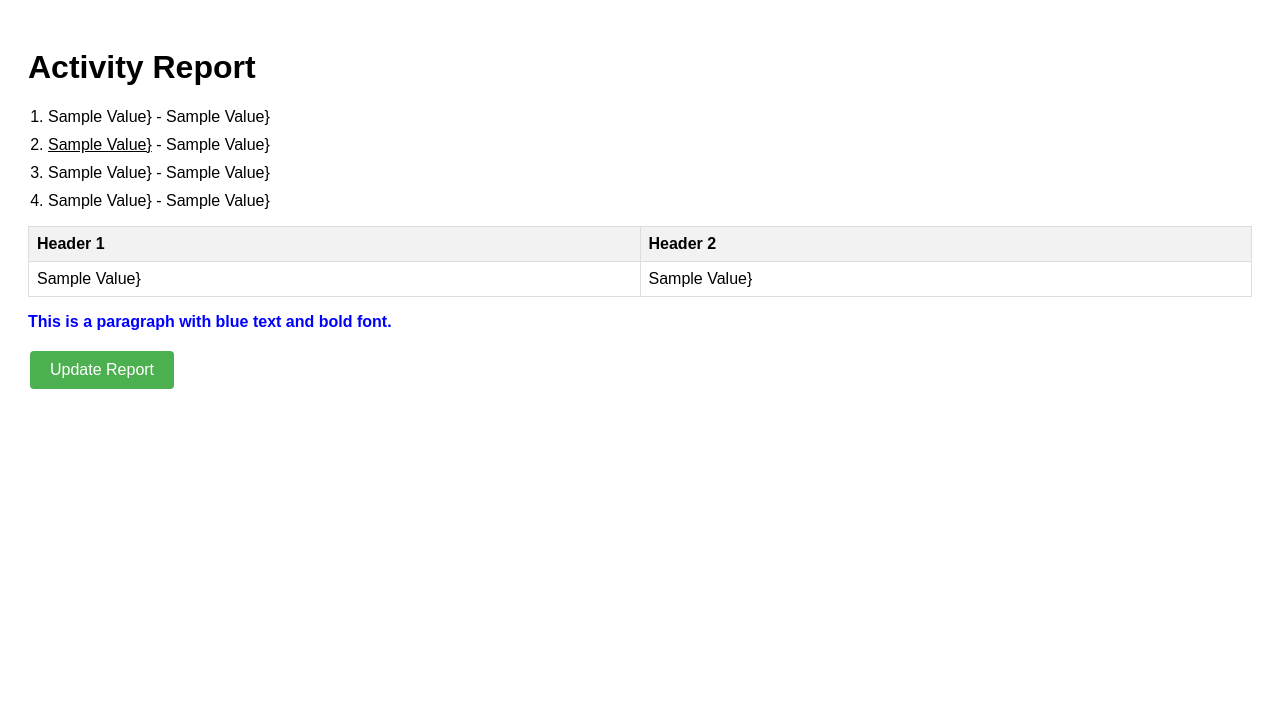 Activity Report
1. Sample Value} - Sample Value}
2. Sample Value} - Sample Value}
3. Sample Value} - Sample Value}
4. Sample Value} - Sample Value}
Header 1 Header 2
Sample Value} Sample Value}
This is a paragraph with blue text and bold font.
Update Report